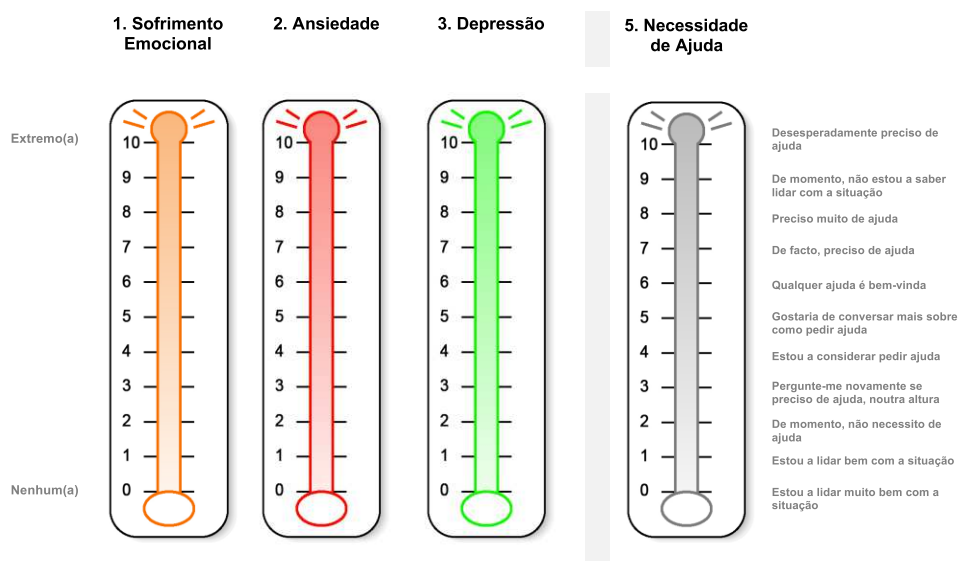 1. Sofrimento
Emocional
2. Ansiedade
3. Depressão
5. Necessidade
de Ajuda
Extremo(a)
Nenhum(a)
10
9
8
7
6
5
4
3
2
1
0
10
9
8
7
6
5
4
3
2
1
0
10
9
8
7
6
5
4
3
2
1
0
10
9
8
7
6
5
4
3
2
1
0
Desesperadamente preciso de
ajuda
De momento, não estou a saber
lidar com a situação
Preciso muito de ajuda
De facto, preciso de ajuda
Qualquer ajuda é bem-vinda
Gostaria de conversar mais sobre
como pedir ajuda
Estou a considerar pedir ajuda
Pergunte-me novamente se
preciso de ajuda, noutra altura
De momento, não necessito de
ajuda
Estou a lidar bem com a situação
Estou a lidar muito bem com a
situação